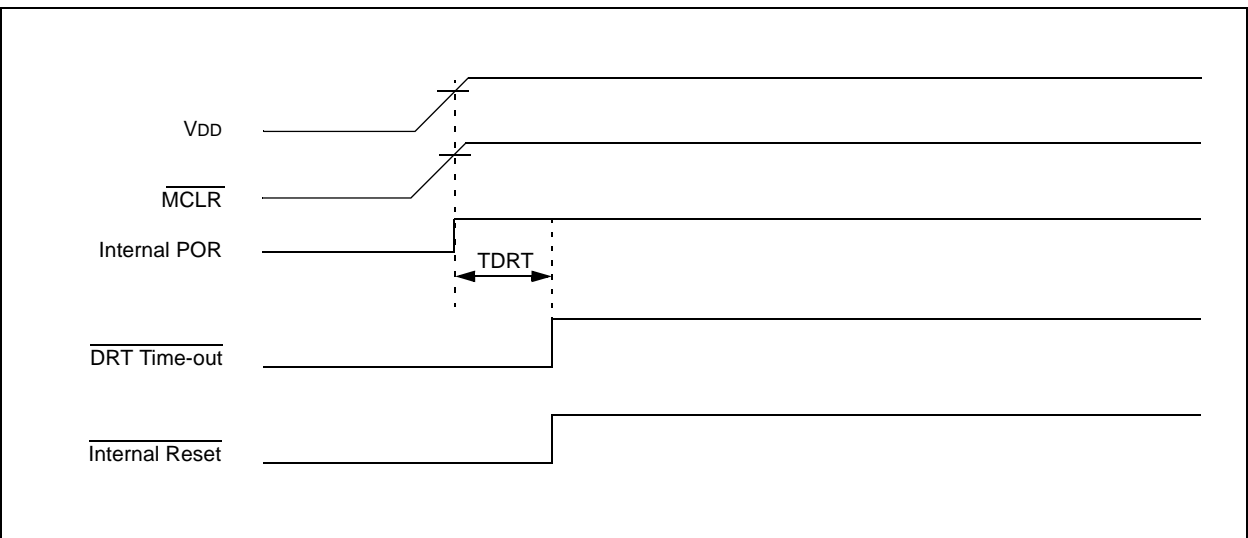 VDD
MCLR
Internal POR
TDRT
DRT Time-out
Internal Reset